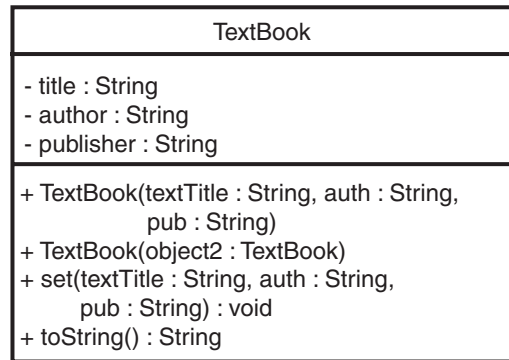 TextBook
- title : String
- author : String
- publisher : String
+ TextBook(textTitle : String, auth : String,
pub : String)
+ TextBook(object2 : TextBook)
+ set(textTitle : String, auth : String,
pub : String) : void
+ toString() : String